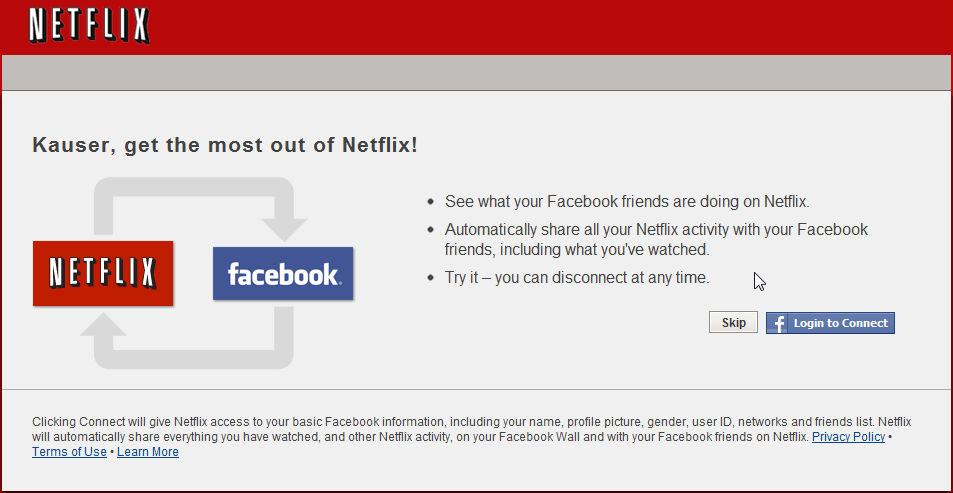 NETFLIX
Kauser, get the most out of Netflix!
NETFLIX
facebook
• See what your Facebook friends are doing on Netflix.
• Automatically share all your Netflix activity with your Facebook
friends, including what you've watched.
• Try it – you can disconnect at any time.
Skip
f Login to Connect
Clicking Connect will give Netflix access to your basic Facebook information, including your name, profile picture, gender, user ID, networks and friends list. Netflix
will automatically share everything you have watched, and other Netflix activity, on your Facebook Wall and with your Facebook friends on Netflix. Privacy Policy •
Terms of Use • Learn More